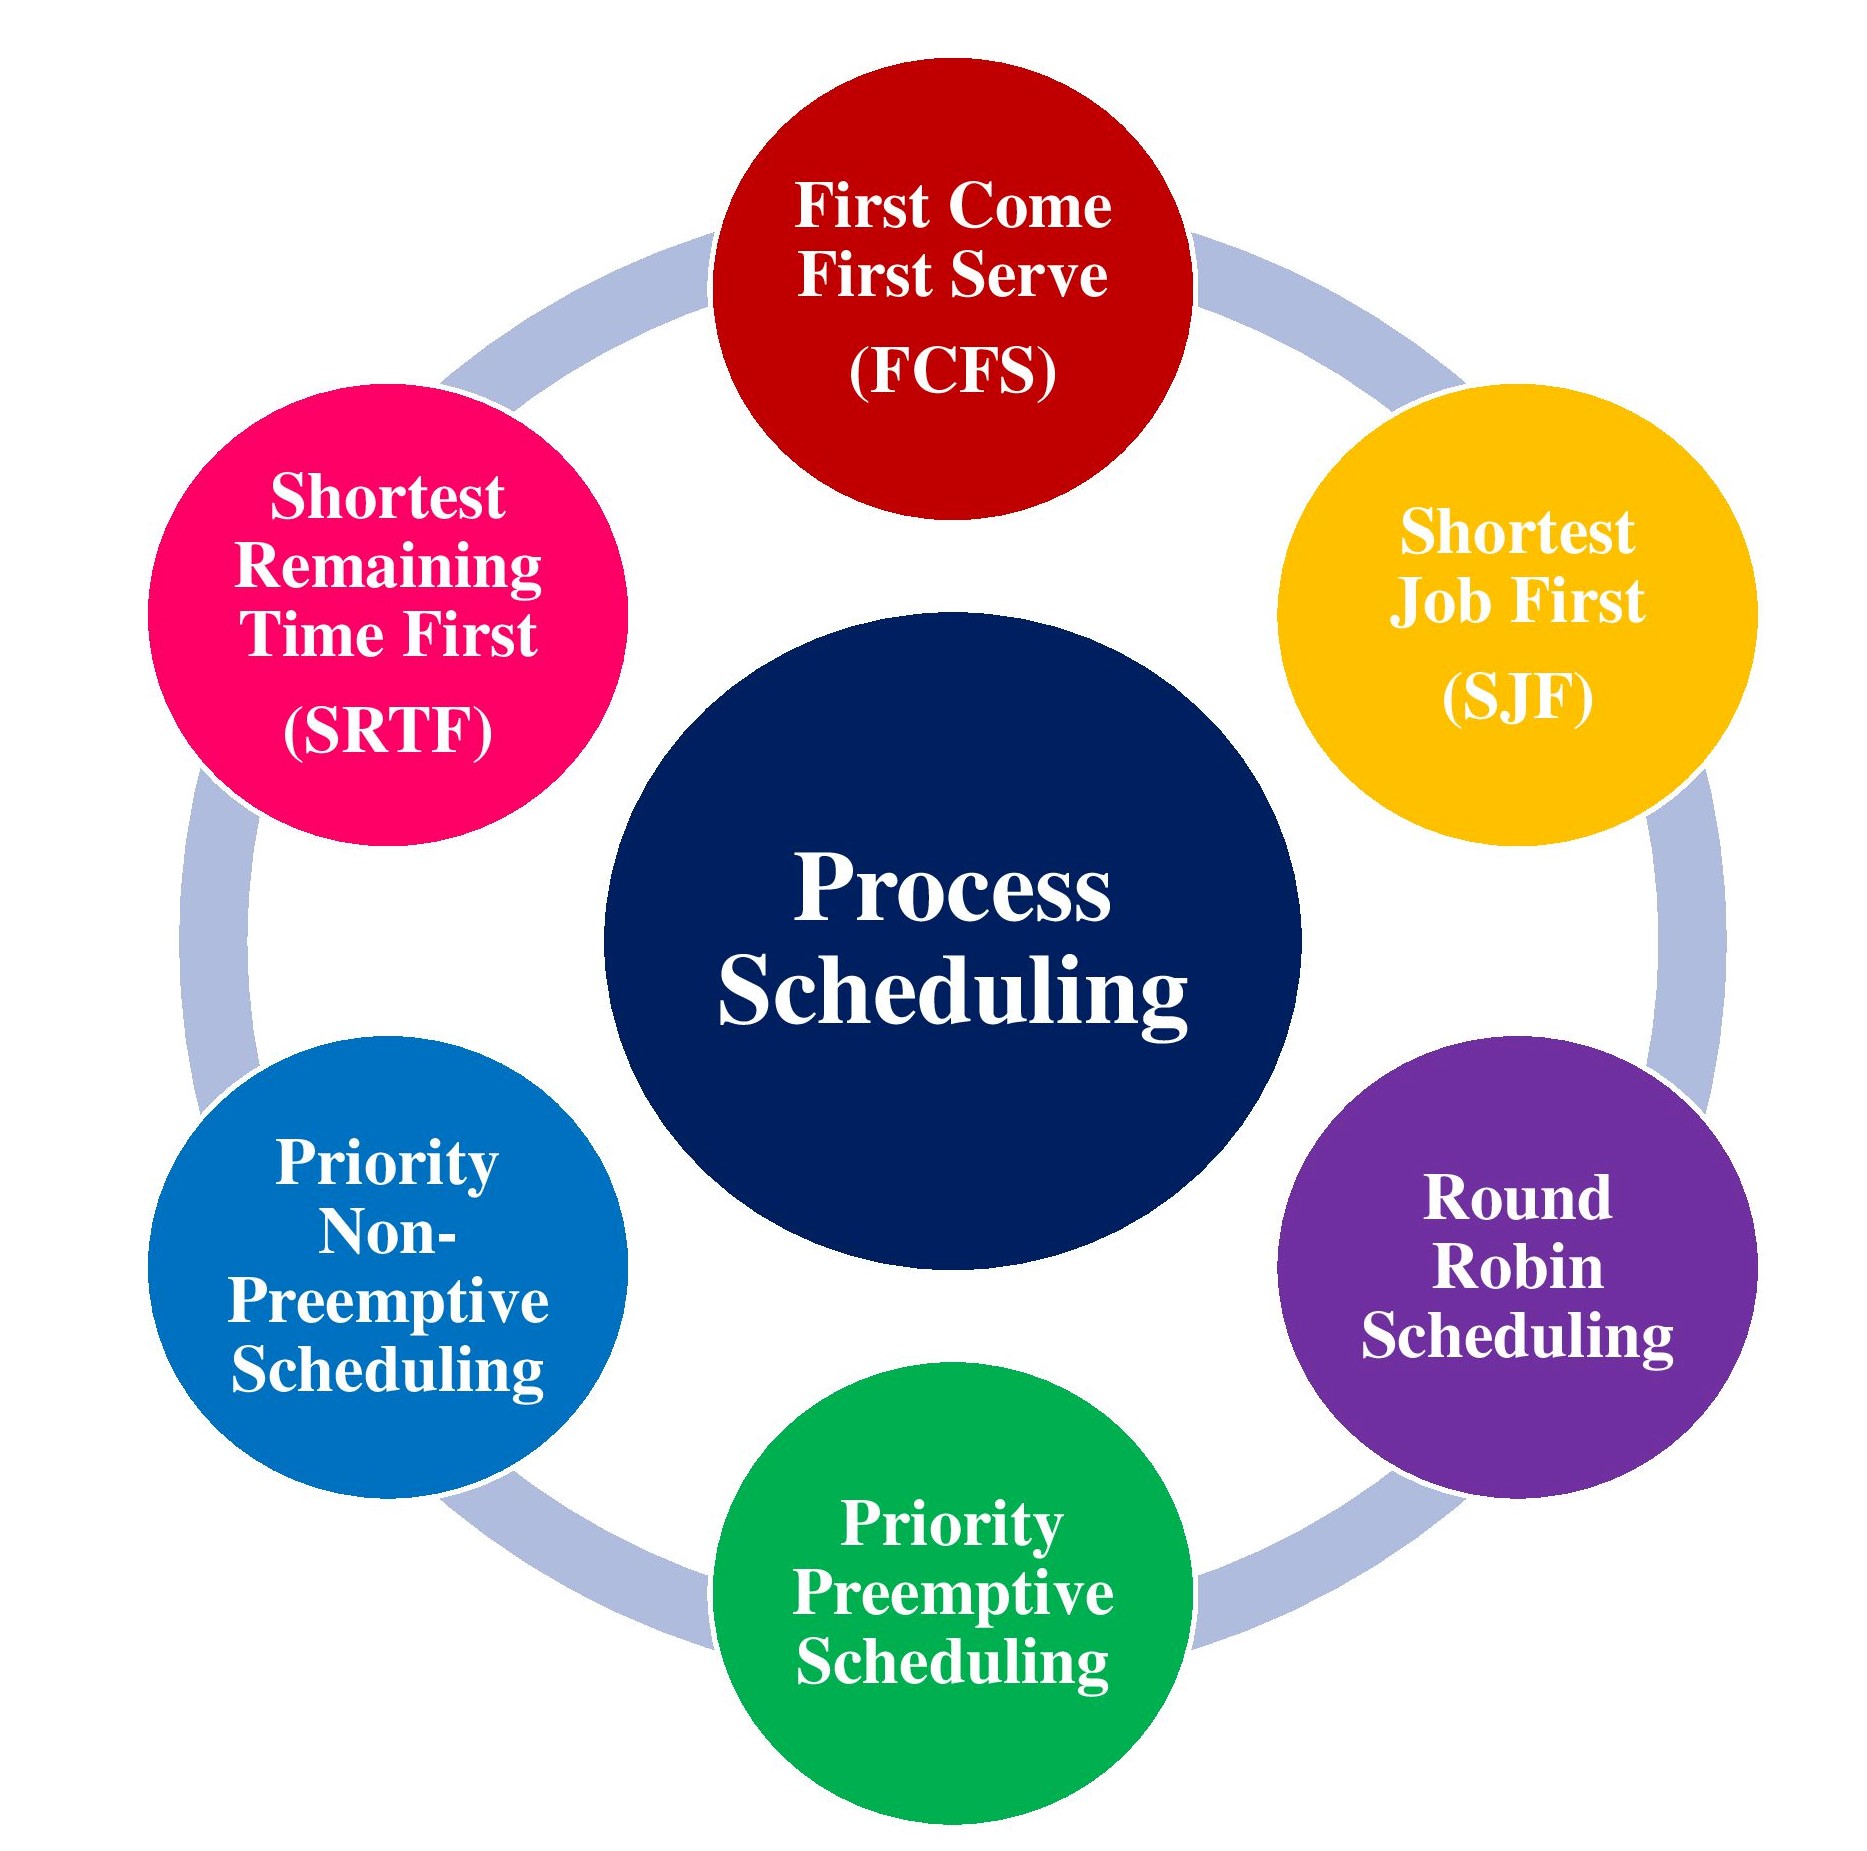 First Come
First Serve
(FCFS)
Shortest
Job First
(SJF)
Round
Robin
Scheduling
Priority
Preemptive
Scheduling
Priority
Non-
Preemptive
Scheduling
Shortest
Remaining
Time First
(SRTF)
Process
Scheduling